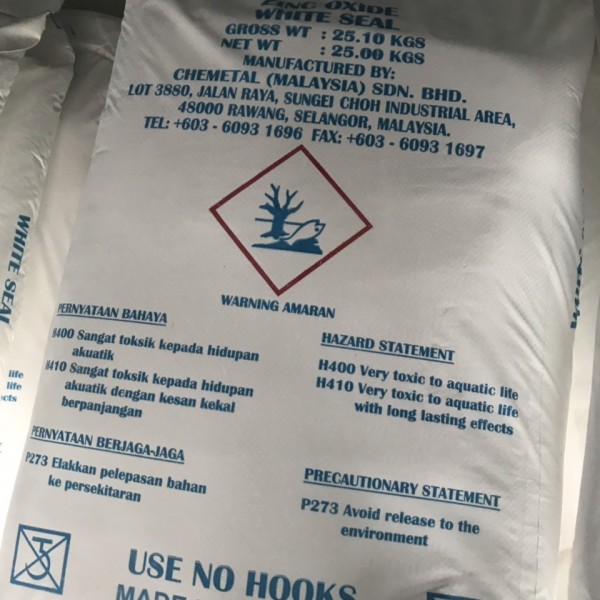 ZINC OXIDE
WHITE SEAL
GROSS WT : 25.10 KGS
NET WT : 25.00 KGS
MANUFACTURED BY:
CHEMETAL (MALAYSIA) SDN. BHD.
LOT 3880, JALAN RAYA, SUNGEI CHOH INDUSTRIAL AREA,
48000 RAWANG, SELANGOR, MALAYSIA.
TEL: +603 - 6093 1696 FAX: +603 - 6093 1697
WARNING AMARAN
PERNYATAAN BAHAYA
H400 Sangat toksik kepada hidupan
akuatik
H410 Sangat toksik kepada hidupan
akuatik dengan kesan kekal
berpanjangan
PERNYATAAN BERJAGA-JAGA
P273 Elakkan pelepasan bahan
ke persekitaran
HAZARD STATEMENT
H400 Very toxic to aquatic life
H410 Very toxic to aquatic life
with long lasting effects
PRECAUTIONARY STATEMENT
P273 Avoid release to the
environment
USE NO HOOKS
WHITE SEAL
life
life